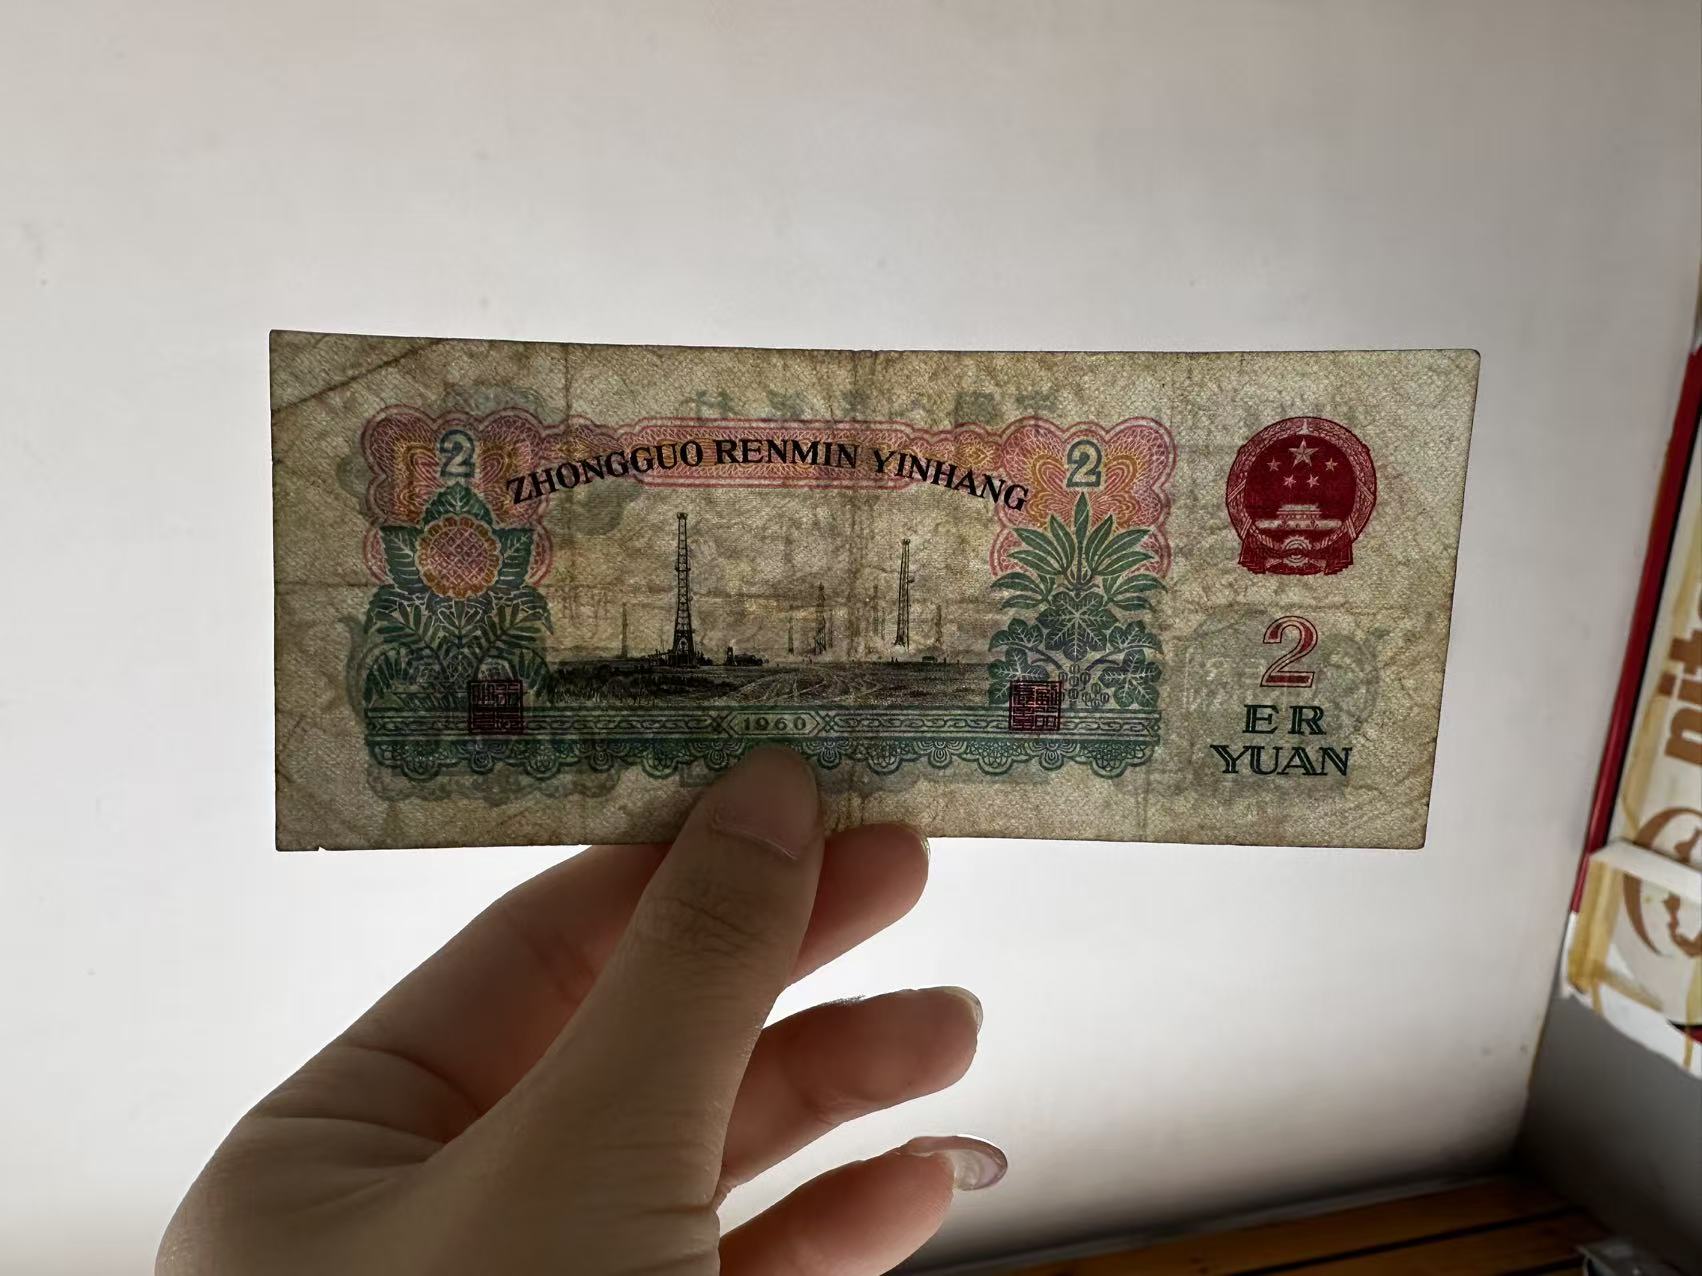 2
2
ZHONGGUO RENMIN YINHANG
2
ER
YUAN
1960